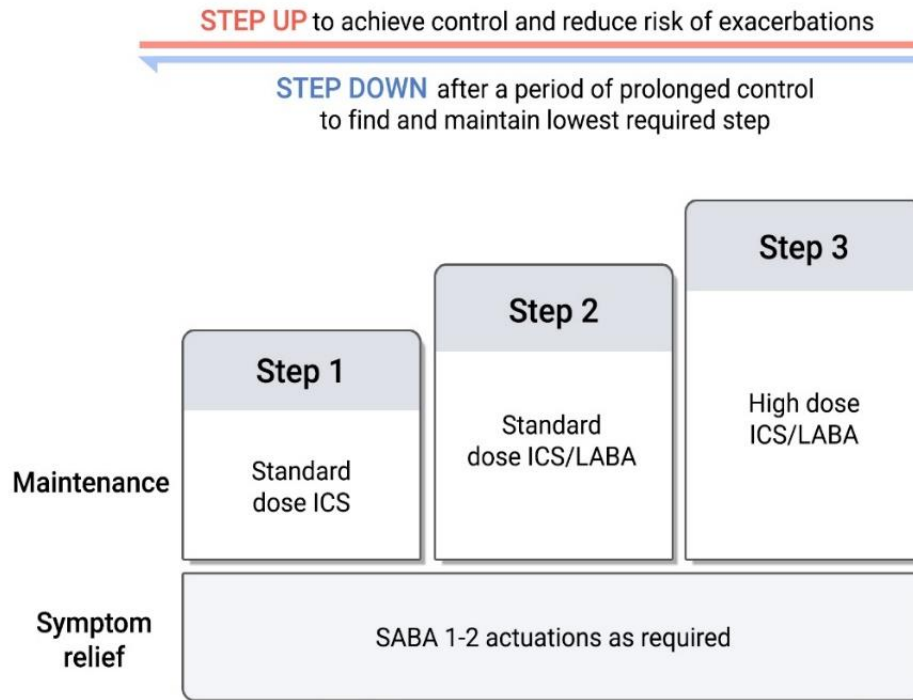 STEP UP to achieve control and reduce risk of exacerbations
STEP DOWN after a period of prolonged control
to find and maintain lowest required step
Step 1
Step 2
Step 3
Maintenance
Standard
dose ICS
Standard
dose ICS/LABA
High dose
ICS/LABA
Symptom
relief
SABA 1-2 actuations as required